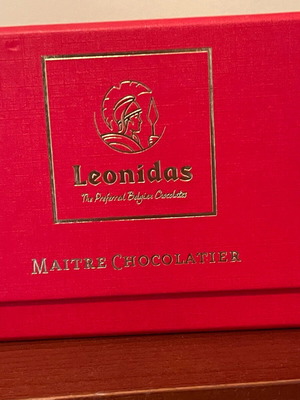 Leonidas
The Preferred Belgian Chocolates
MAITRE CHOCOLATIER